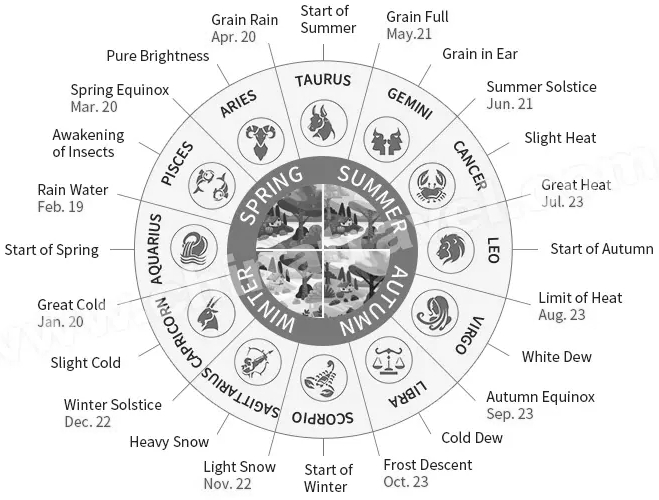 Start of
Summer
Grain Rain
Apr. 20
Grain Full
May.21
Pure Brightness
Grain in Ear
Spring Equinox
Mar. 20
Summer Solstice
Jun. 21
Awakening
of Insects
Slight Heat
Rain Water
Feb. 19
Great Heat
Jul. 23
Start of Spring
Start of Autumn
Great Cold
Jan. 20
Limit of Heat
Aug. 23
Slight Cold
White Dew
Winter Solstice
Dec. 22
Autumn Equinox
Sep. 23
Heavy Snow
Cold Dew
Light Snow
Nov. 22
Start of
Winter
Frost Descent
Oct. 23
TAURUS
GEMINI
CANCER
LEO
VIRGO
LIBRA
SCORPIO
SAGITTARIUS
CAPRICORN
AQUARIUS
PISCES
ARIES
SPRING
SUMMER
AUTUMN
WINTER